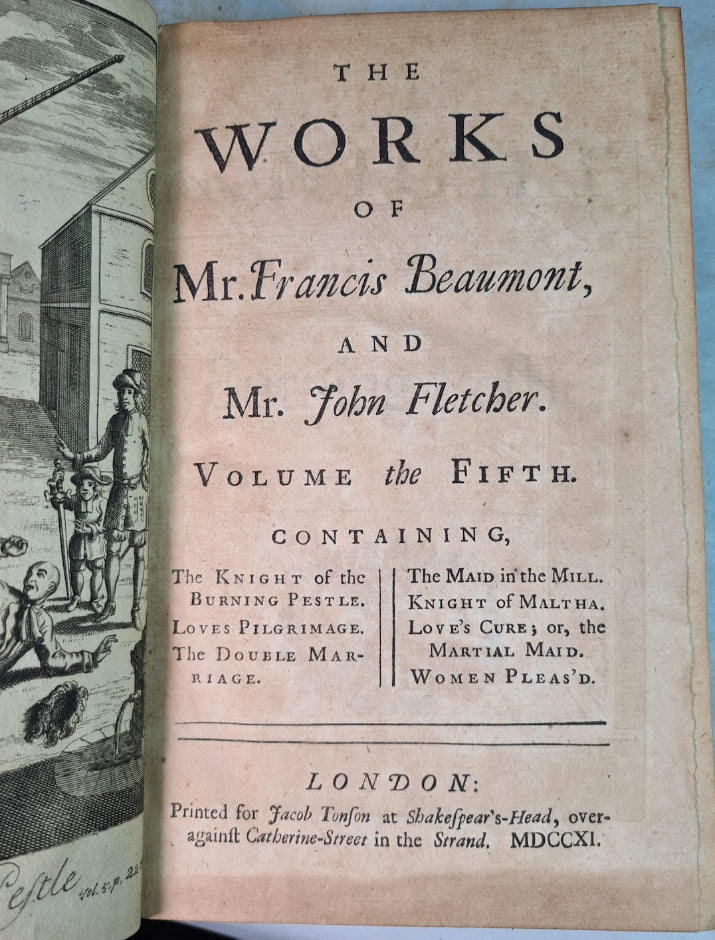 THE
WORKS
OF
Mr. Francis Beaumont,
AND
Mr. John Fletcher.
VOLUME the FIFTH.
CONTAINING,
The KNIGHT of the
BURNING PESTLE.
LOVES PILGRIMAGE.
The DOUBLE MAR-
RIAGE.
The MAID in the MILL.
KNIGHT of MALTHA.
LOVE'S CURE; or, the
MARTIAL MAID.
WOMEN PLEAS'D.
LONDON:
Printed for Jacob Tonſon at Shakeſpear's-Head, over-
againſt Catherine-Street in the Strand. MDCCXI.
Peſtle vol. 5. p.